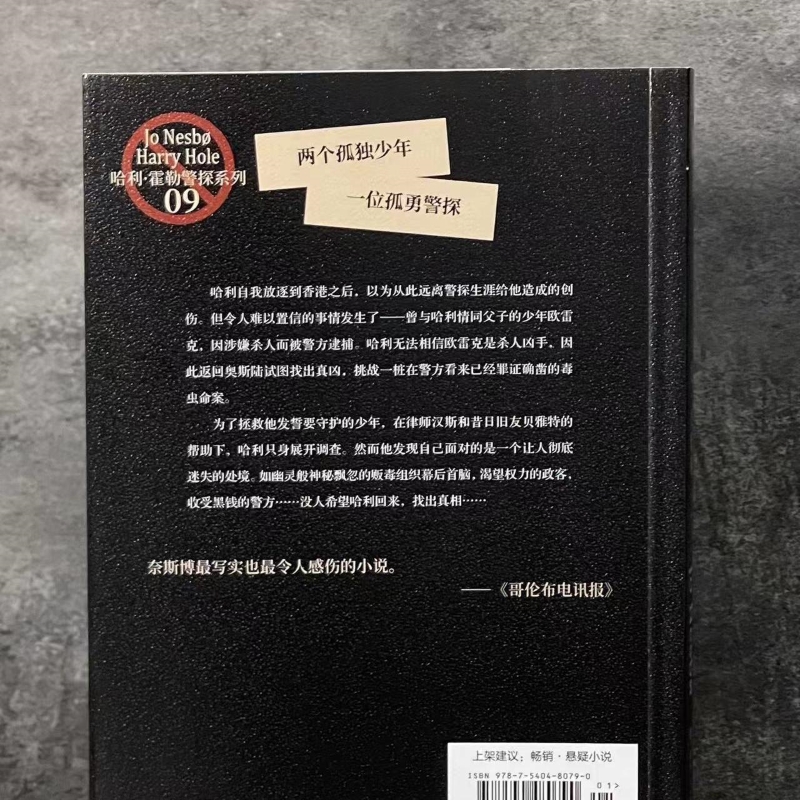 Jo Nesbø
Harry Hole
哈利·霍勒警探系列
09
两个孤独少年
一位孤勇警探
哈利自我放逐到香港之后，以为从此远离警探生涯给他造成的创
伤。但令人难以置信的事情发生了——曾与哈利情同父子的少年欧雷
克，因涉嫌杀人而被警方逮捕。哈利无法相信欧雷克是杀人凶手，因
此返回奥斯陆试图找出真凶，挑战一桩在警方看来已经罪证确凿的毒
虫命案。
为了拯救他发誓要守护的少年，在律师汉斯和昔日旧友贝雅特的
帮助下，哈利只身展开调查。然而他发现自己面对的是一个让人彻底
迷失的处境。如幽灵般神秘飘忽的贩毒组织幕后首脑，渴望权力的政客、
收受黑钱的警方……没人希望哈利回来，找出真相……
奈斯博最写实也最令人感伤的小说。
——《哥伦布电讯报》
上架建议：畅销·悬疑小说
ISBN 978-7-5404-8079-0
01>